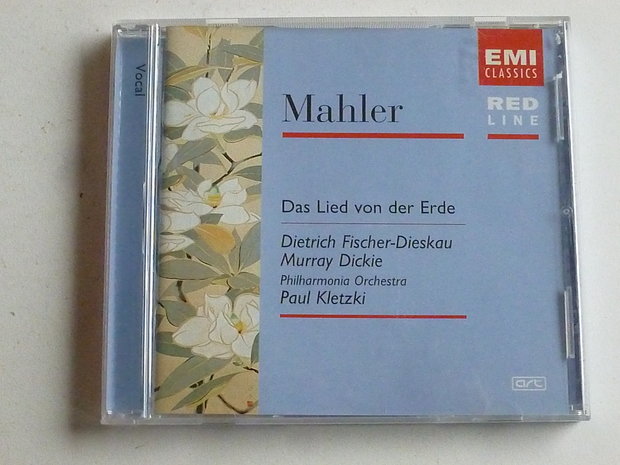 Vocal
EMI
CLASSICS
RED
LINE
Mahler
Das Lied von der Erde
Dietrich Fischer-Dieskau
Murray Dickie
Philharmonia Orchestra
Paul Kletzki
art